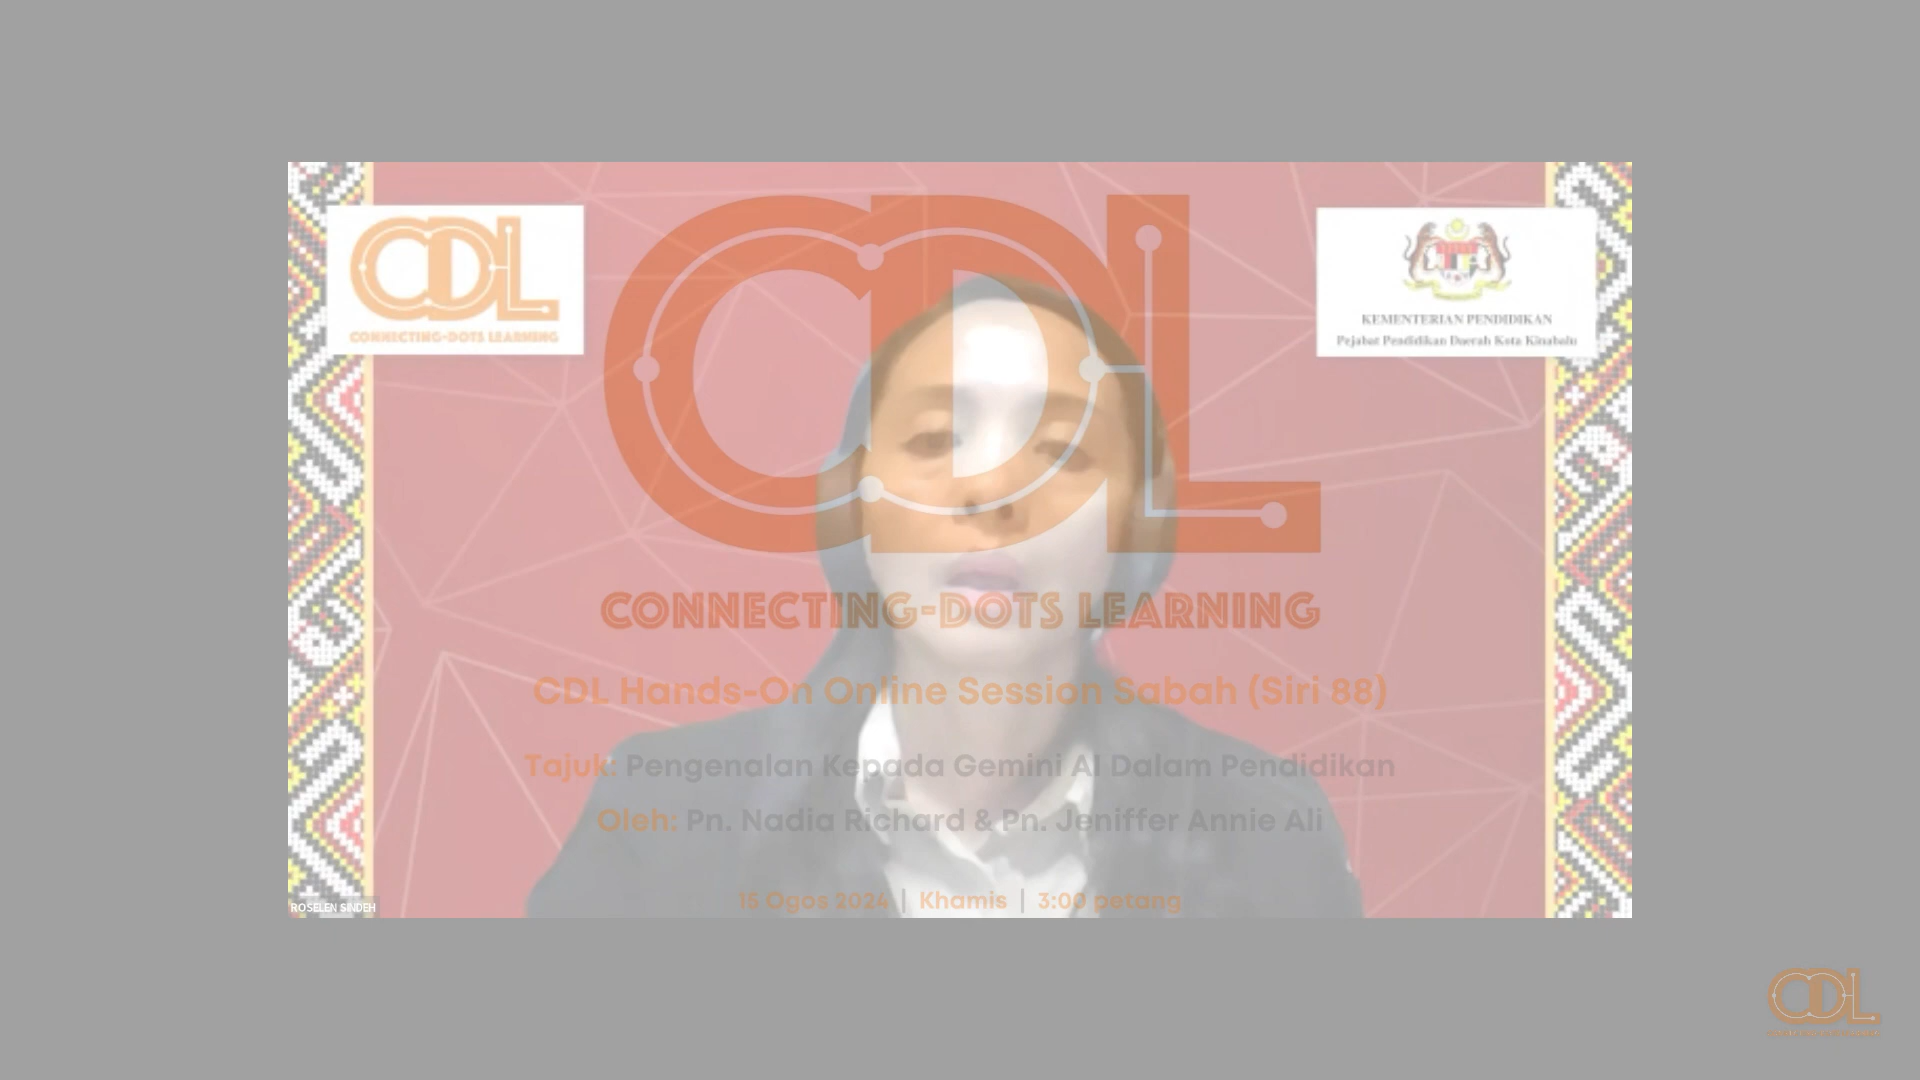 CDL
CONNECTING-DOTS LEARNING
KEMENTERIAN PENDIDIKAN
Pejabat Pendidikan Daerah Kota Kinabalu
CDL
CONNECTING-DOTS LEARNING
CDL Hands-On Online Session Sabah (Siri 88)
Tajuk: Pengenalan Kepada Gemini AI Dalam Pendidikan
Oleh: Pn. Nadia Richard & Pn. Jeniffer Annie Ali
15 Ogos 2024 | Khamis | 3:00 petang
ROSELEN SINDEH
CDL